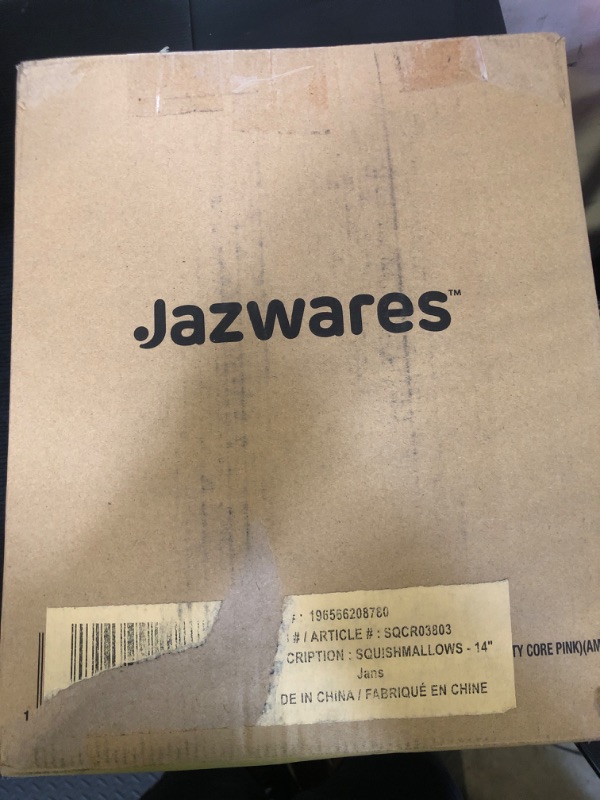 Jazwares™
: 196566208780
# / ARTICLE # : SQCR03803
CRIPTION : SQUISHMALLOWS - 14"
Jans
DE IN CHINA / FABRIQUÉ EN CHINE
TY CORE PINK)(AM
1